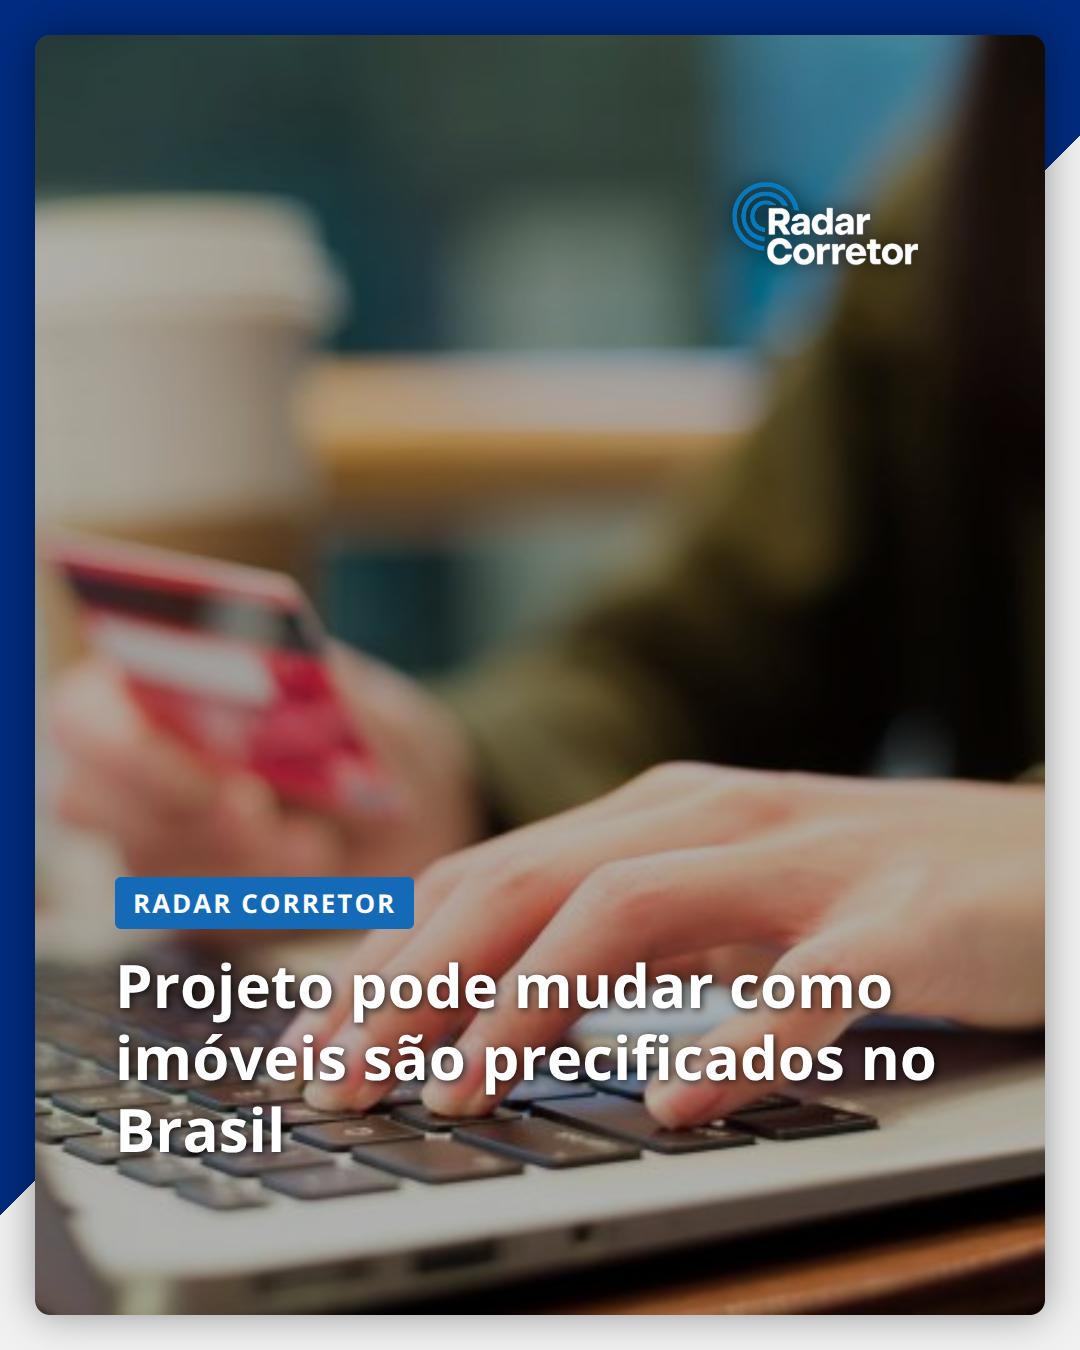 Radar
Corretor
RADAR CORRETOR
Projeto pode mudar como
imóveis são precificados no
Brasil